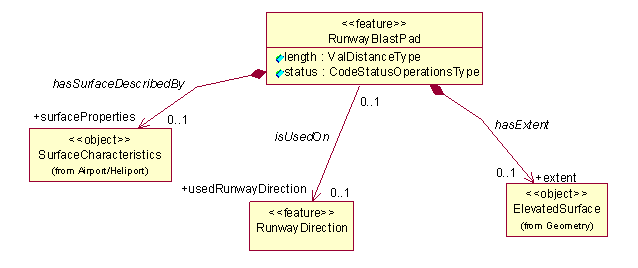 <<feature>>
RunwayBlastPad
length : ValDistanceType
status : CodeStatusOperationsType
hasSurfaceDescribedBy
+surfaceProperties
0..1
0..1
isUsedOn
hasExtent
<<object>>
SurfaceCharacteristics
(from Airport/Heliport)
+usedRunwayDirection
0..1
0..1
+extent
<<feature>>
RunwayDirection
<<object>>
ElevatedSurface
(from Geometry)